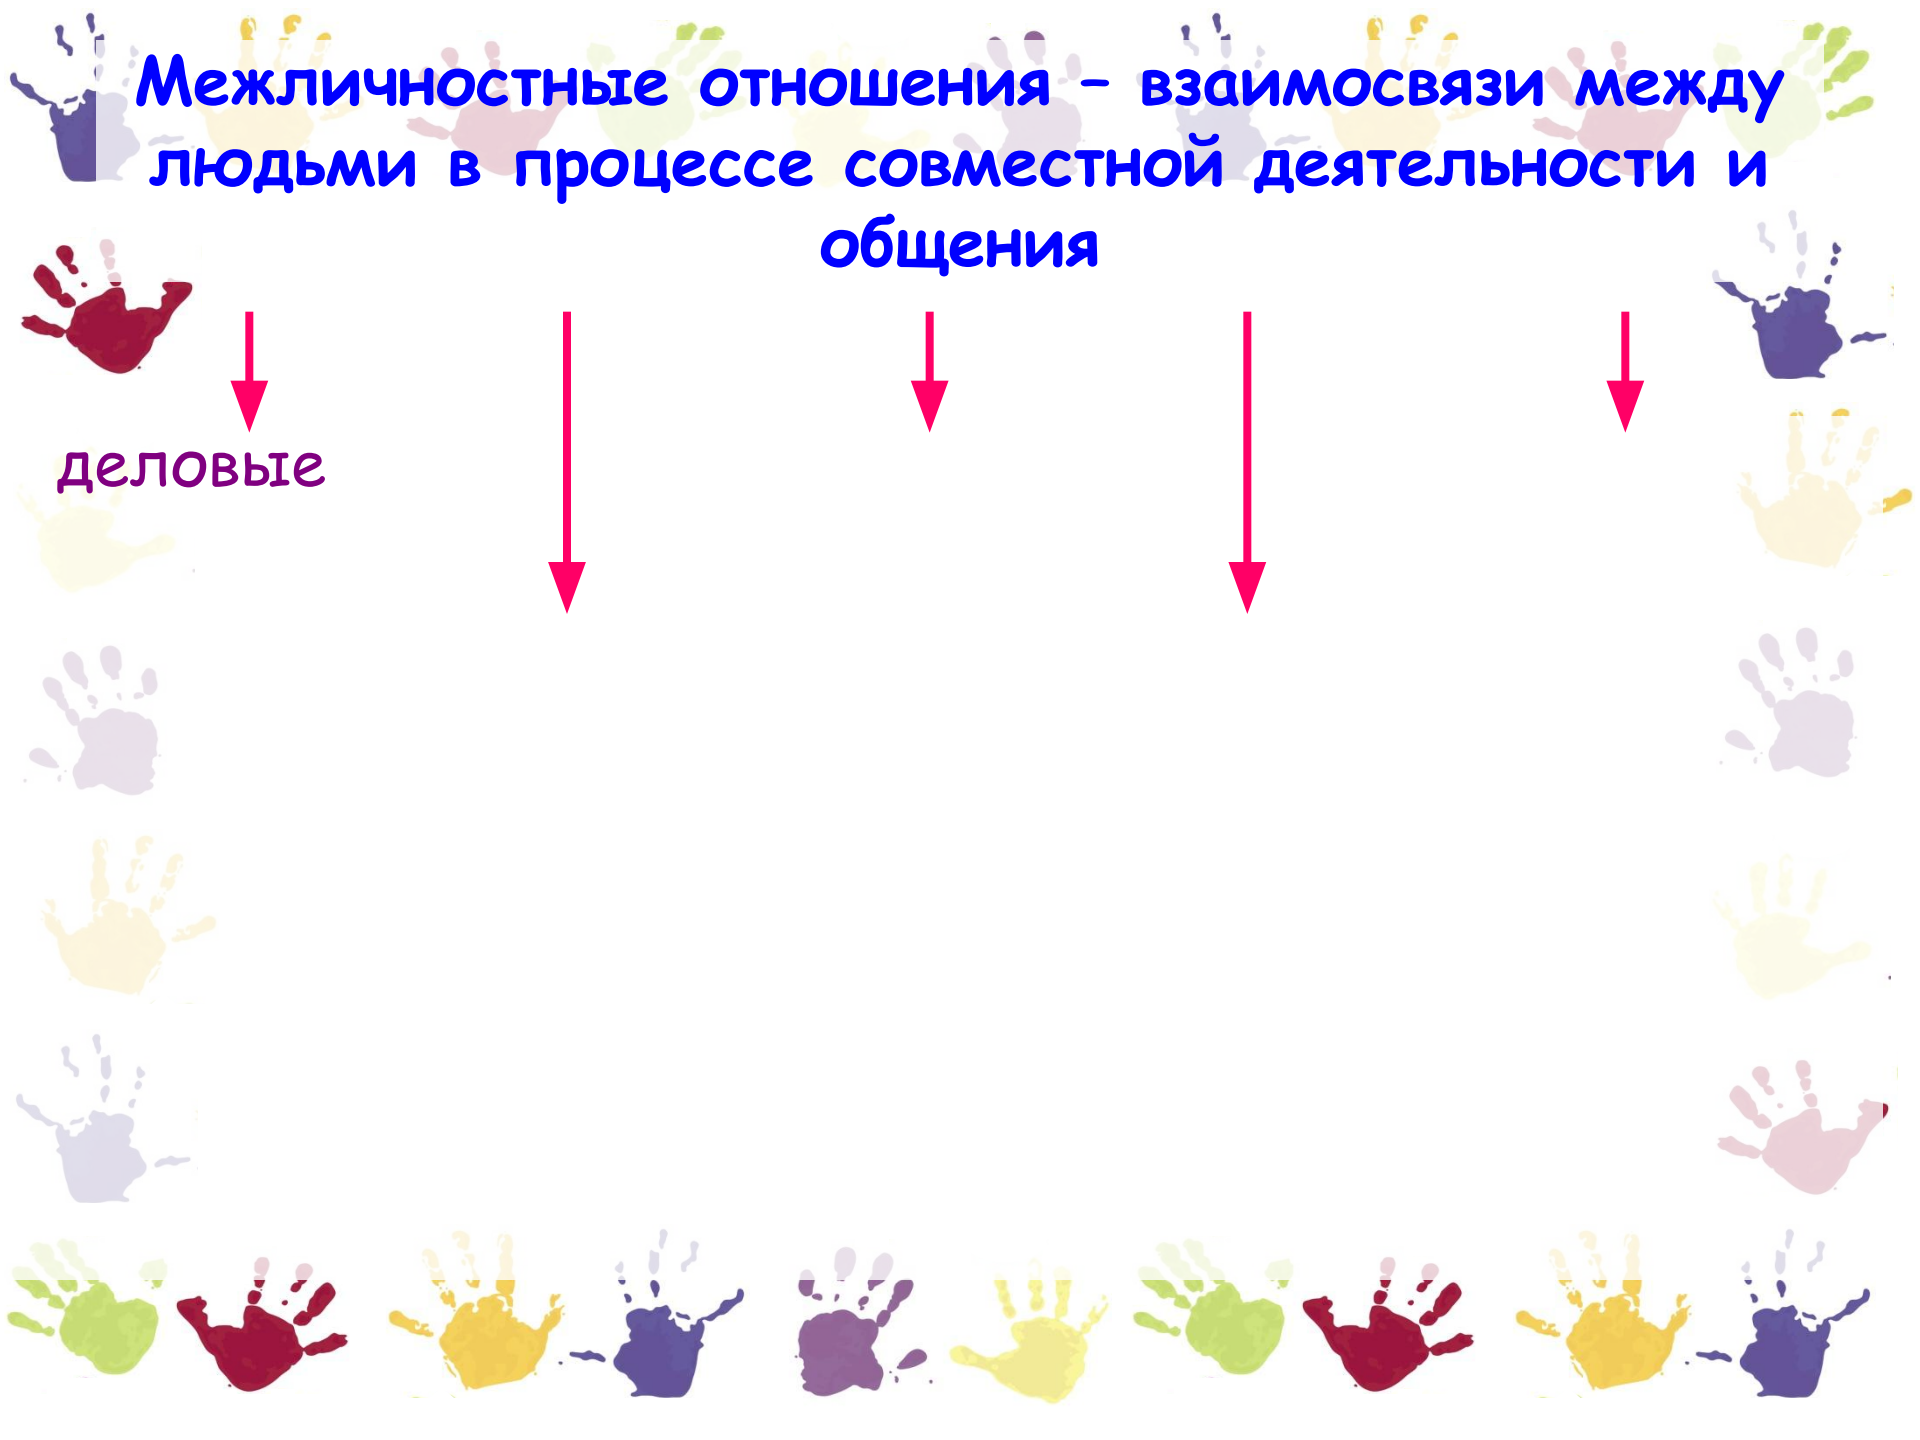 Межличностные отношения – взаимосвязи между
людьми в процессе совместной деятельности и
общения
деловые